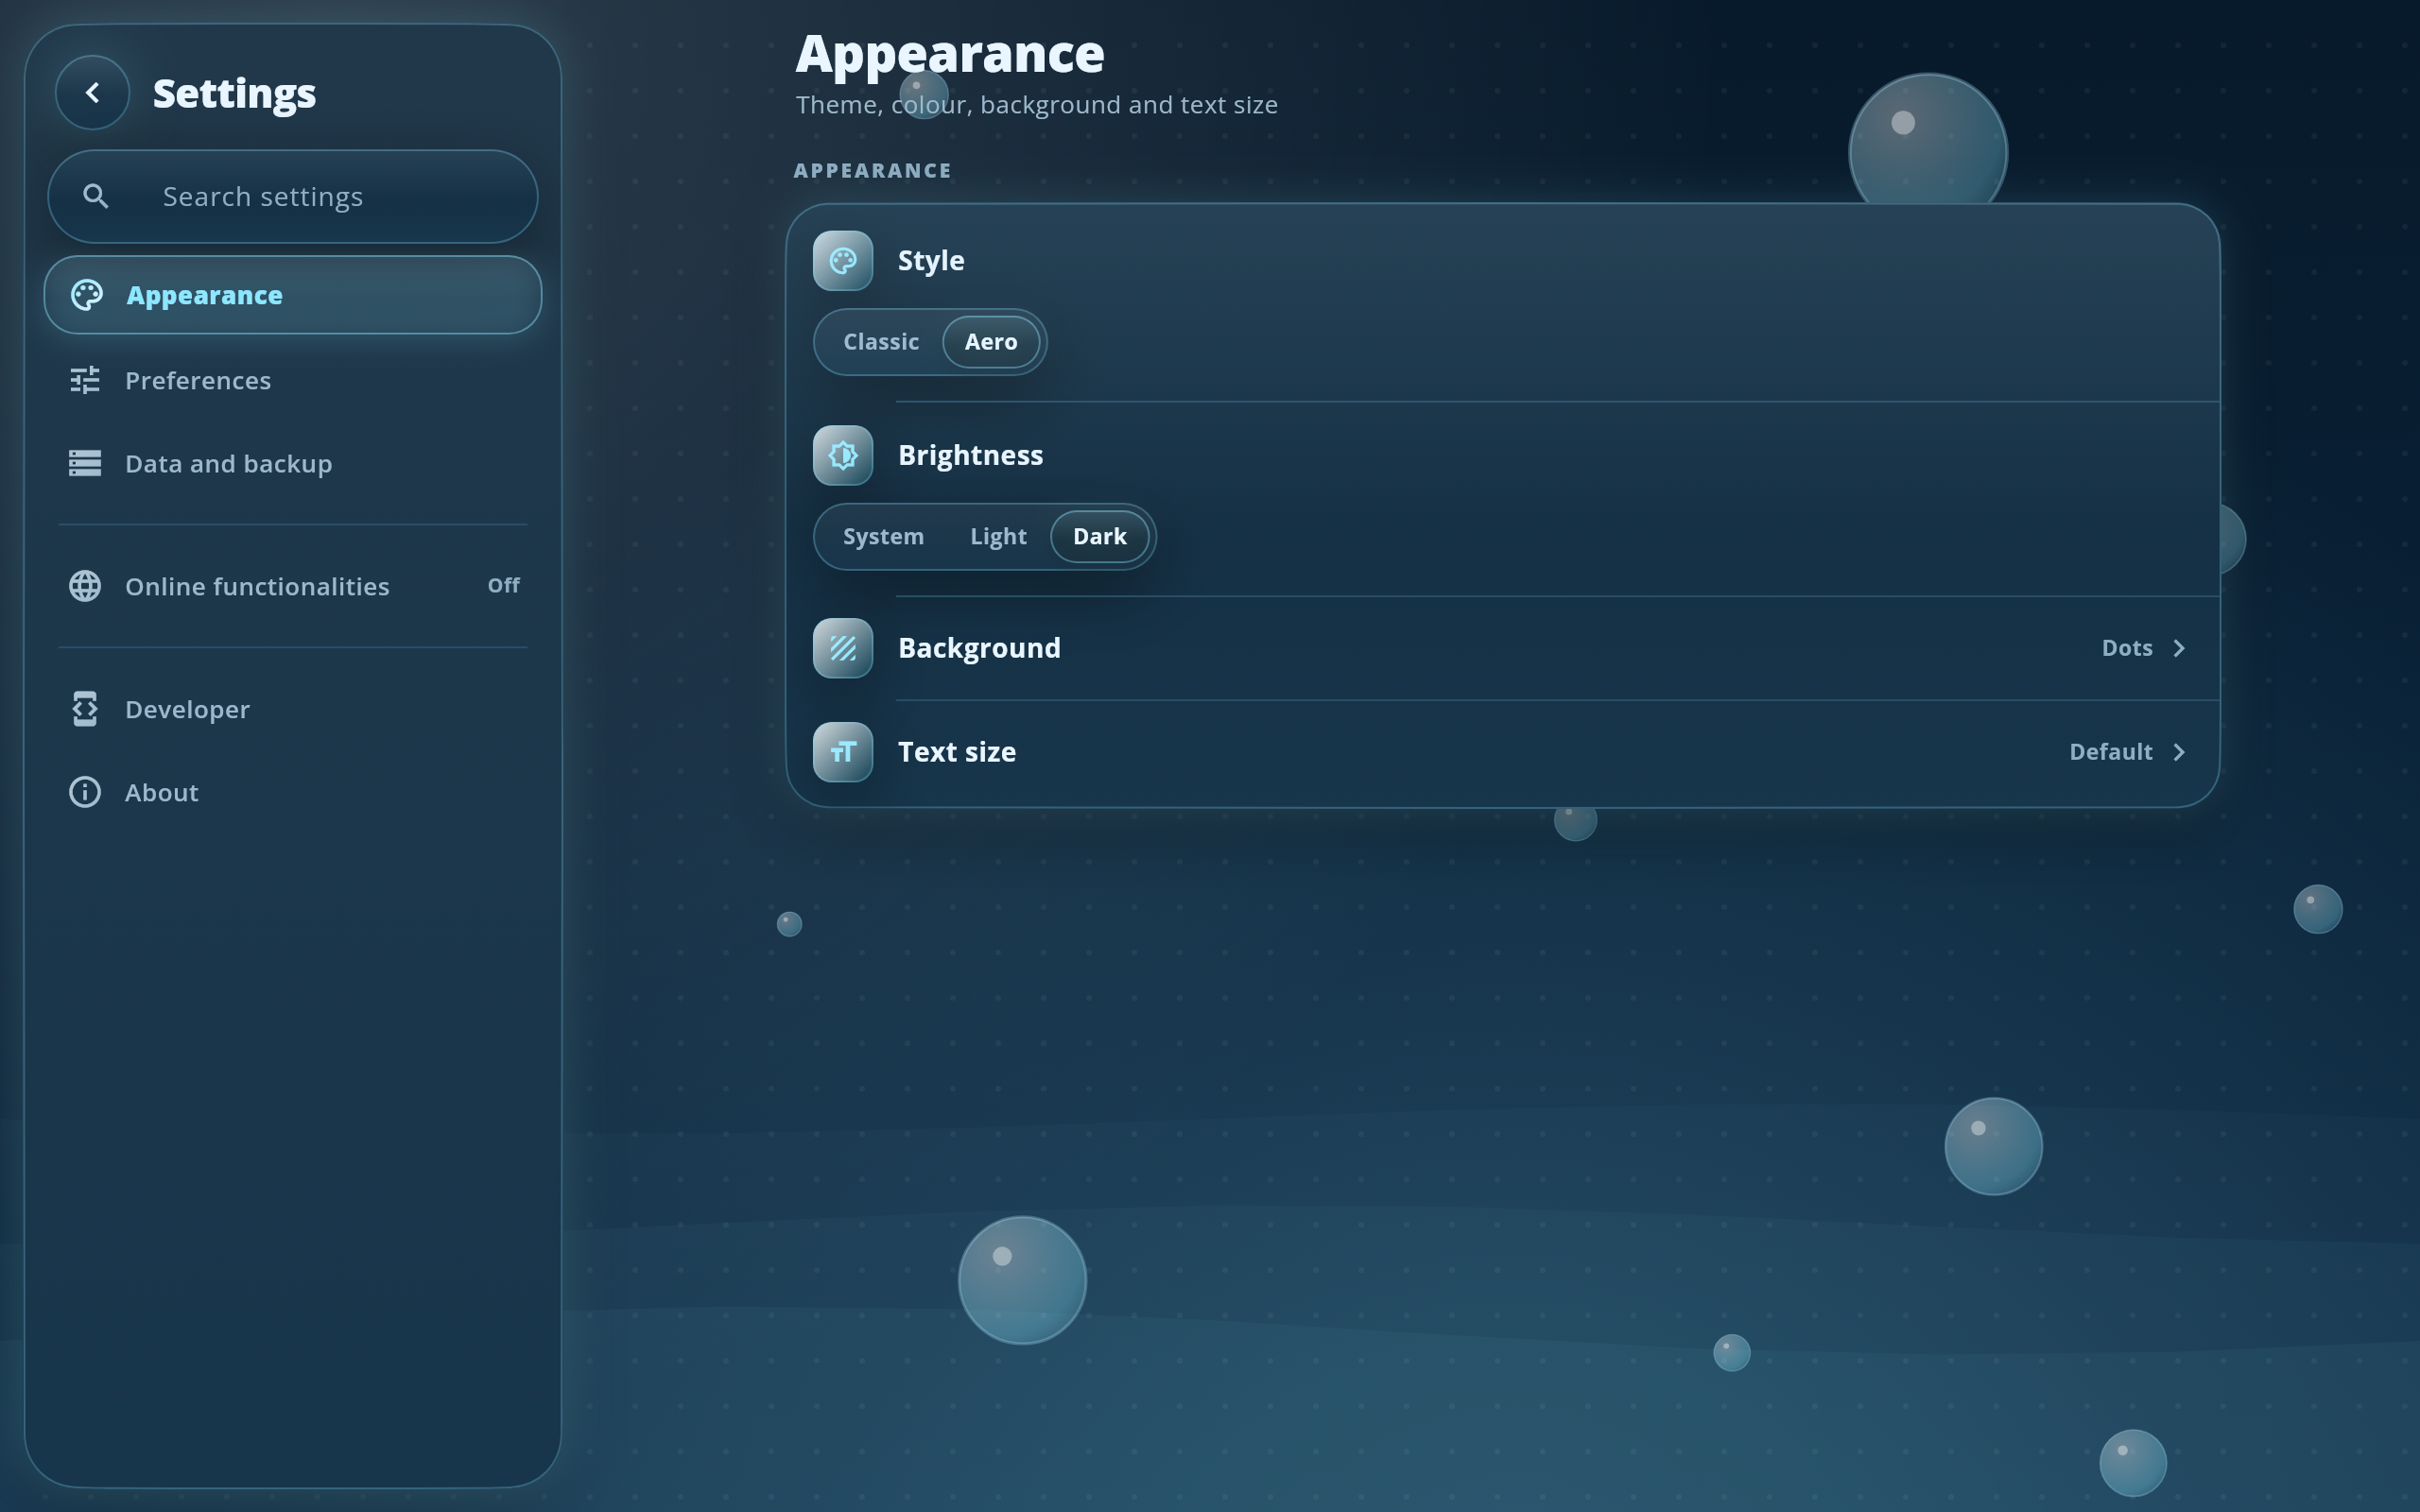 Settings
Search settings
Appearance
Preferences
Data and backup
Online functionalities Off
Developer
About
Appearance
Theme, colour, background and text size
APPEARANCE
Style
Classic Aero
Brightness
System Light Dark
Background Dots
Text size Default